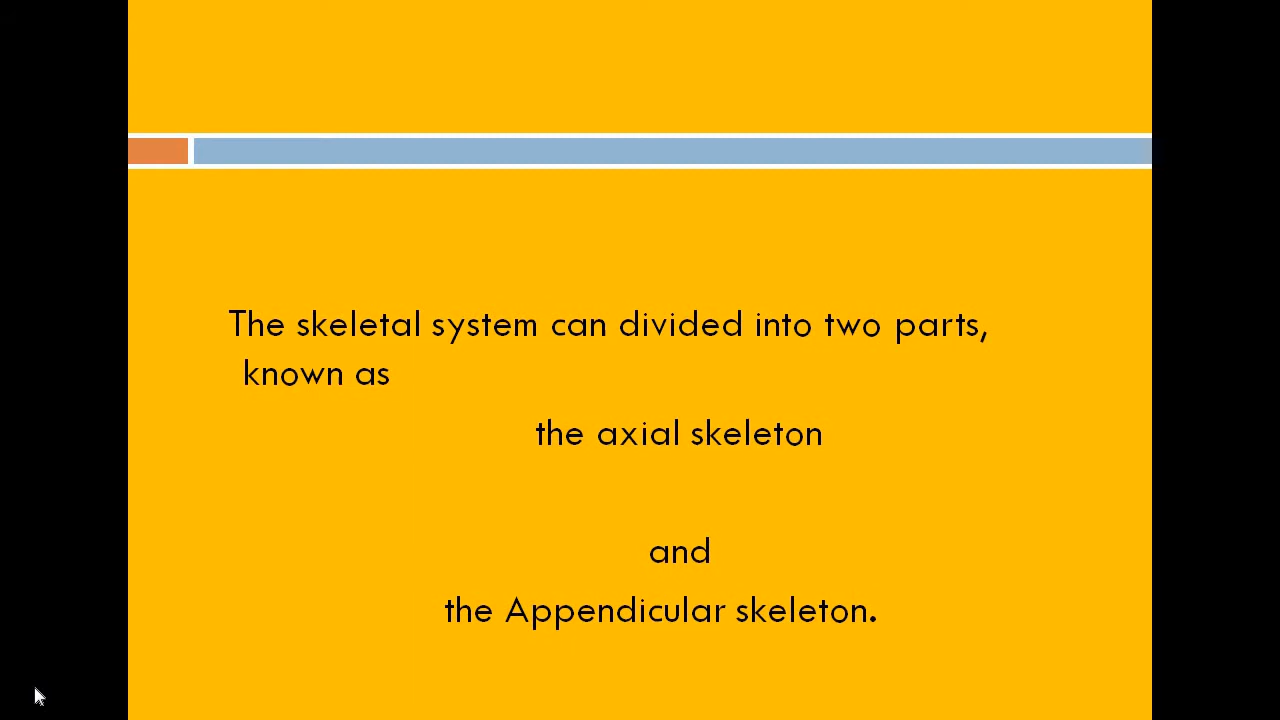 The skeletal system can divided into two parts,
known as
the axial skeleton
and
the Appendicular skeleton.